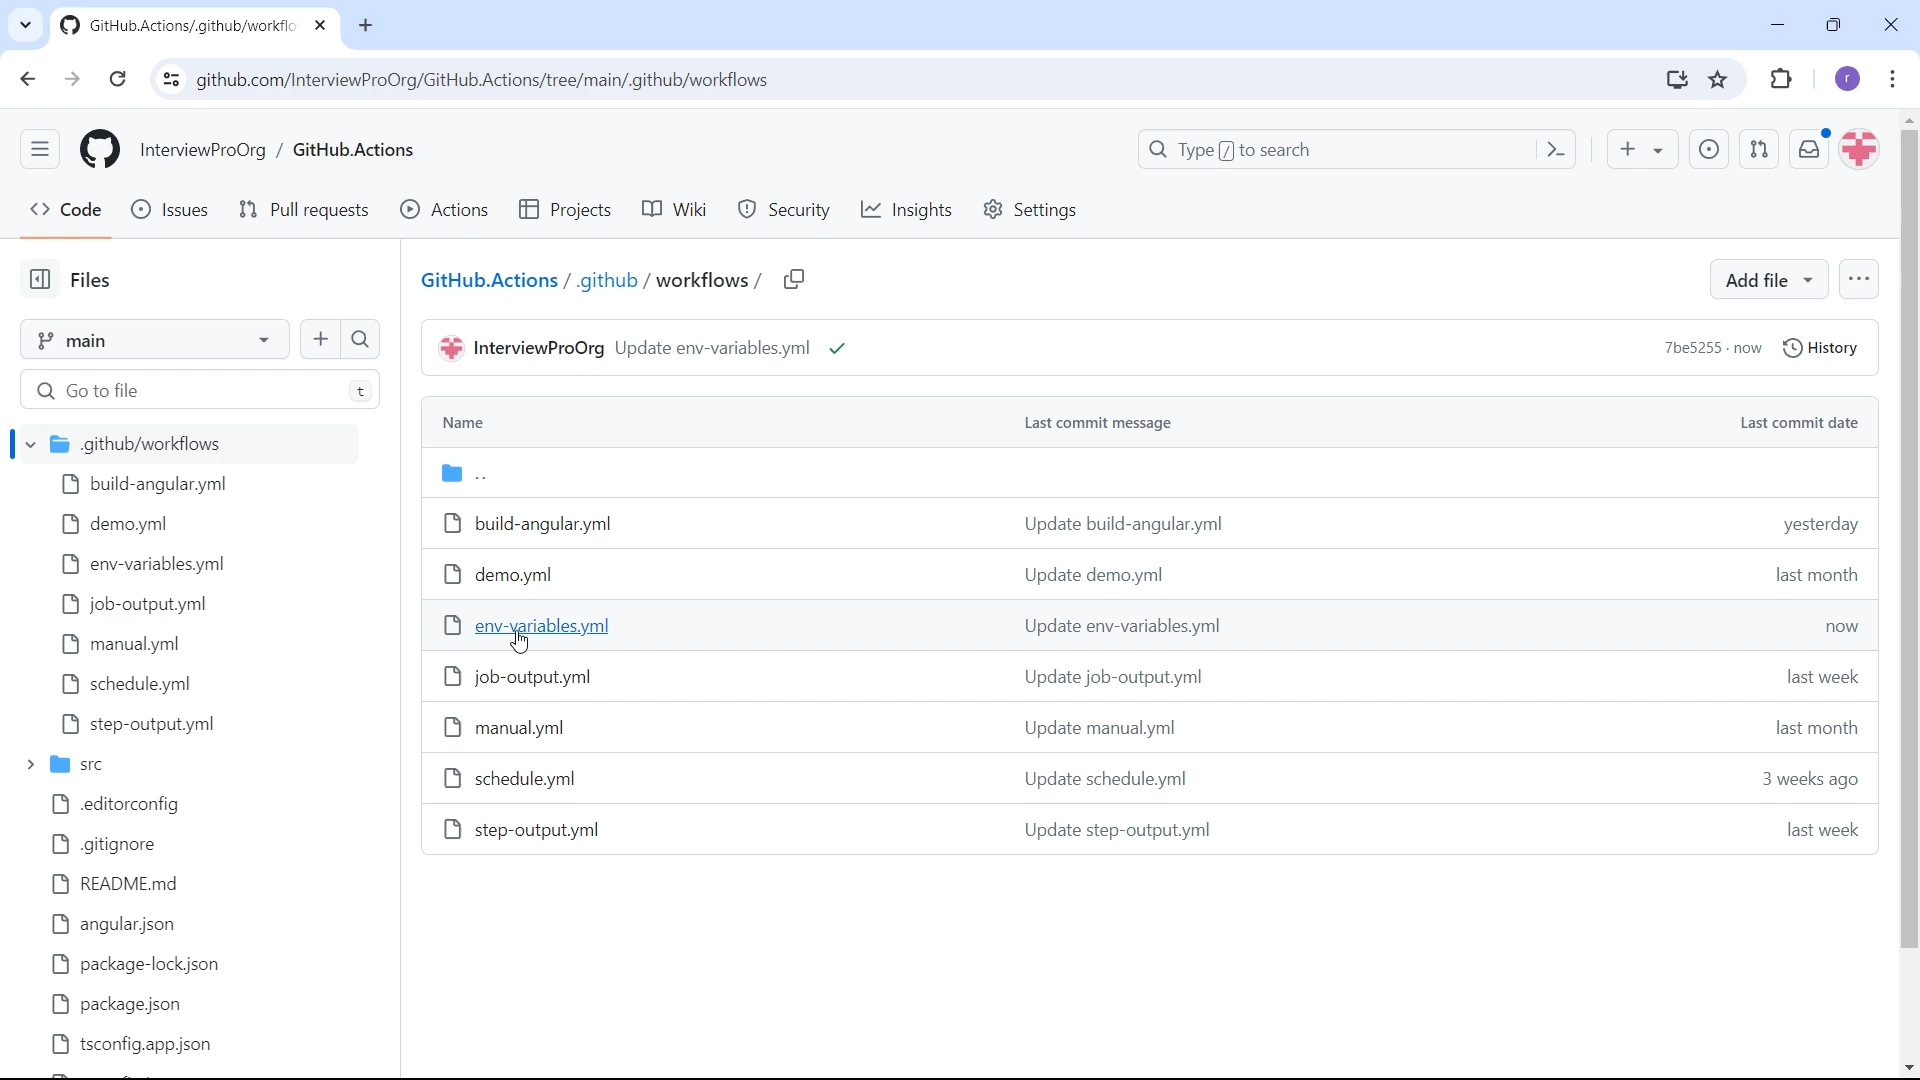 GitHub.Actions/.github/workflo
github.com/InterviewProOrg/GitHub.Actions/tree/main/.github/workflows
r
InterviewProOrg / GitHub.Actions
Type / to search
Code Issues Pull requests Actions Projects Wiki Security Insights Settings
Files
main
Go to file t
.github/workflows
build-angular.yml
demo.yml
env-variables.yml
job-output.yml
manual.yml
schedule.yml
step-output.yml
src
.editorconfig
.gitignore
README.md
angular.json
package-lock.json
package.json
tsconfig.app.json
GitHub.Actions / .github / workflows /
Add file
InterviewProOrg Update env-variables.yml
7be5255 · now History
Name Last commit message Last commit date
..
build-angular.yml Update build-angular.yml yesterday
demo.yml Update demo.yml last month
env-variables.yml Update env-variables.yml now
job-output.yml Update job-output.yml last week
manual.yml Update manual.yml last month
schedule.yml Update schedule.yml 3 weeks ago
step-output.yml Update step-output.yml last week